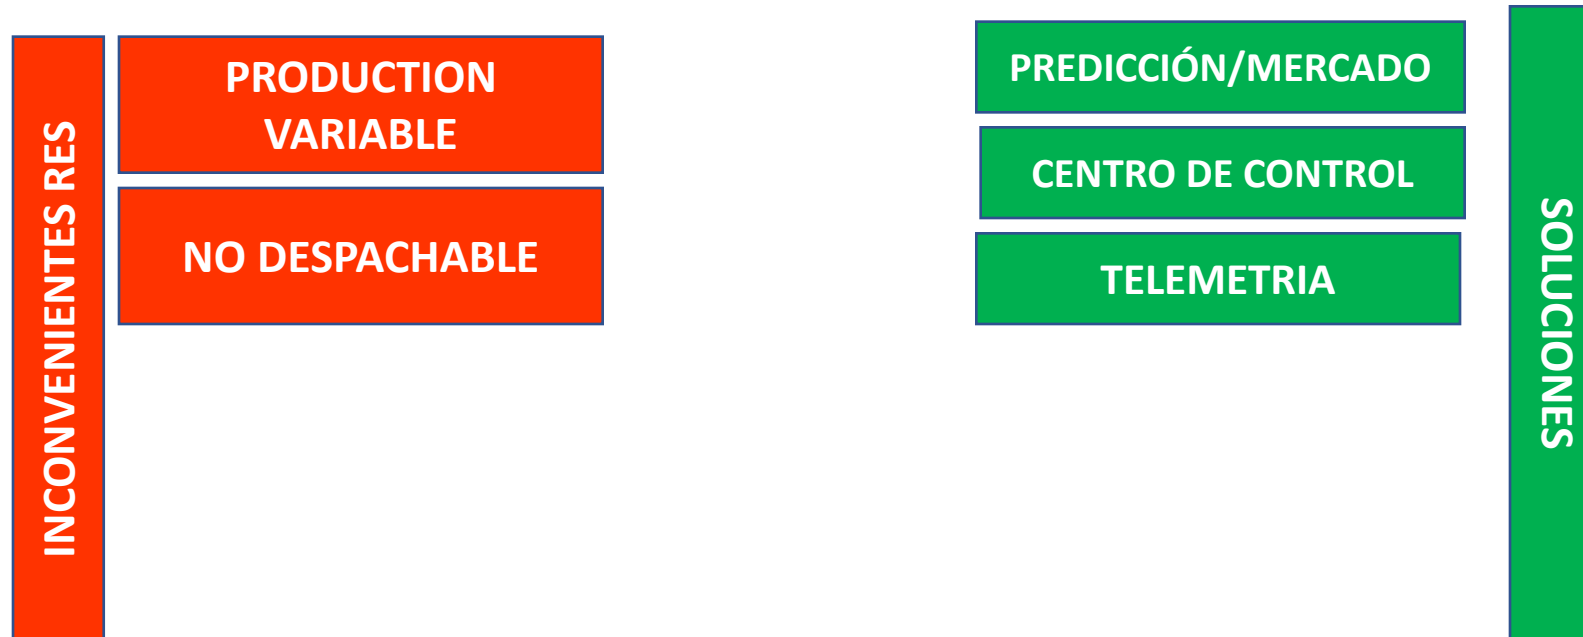 INCONVENIENTES RES
PRODUCTION
VARIABLE
NO DESPACHABLE
PREDICCIÓN/MERCADO
CENTRO DE CONTROL
TELEMETRIA
SOLUCIONES